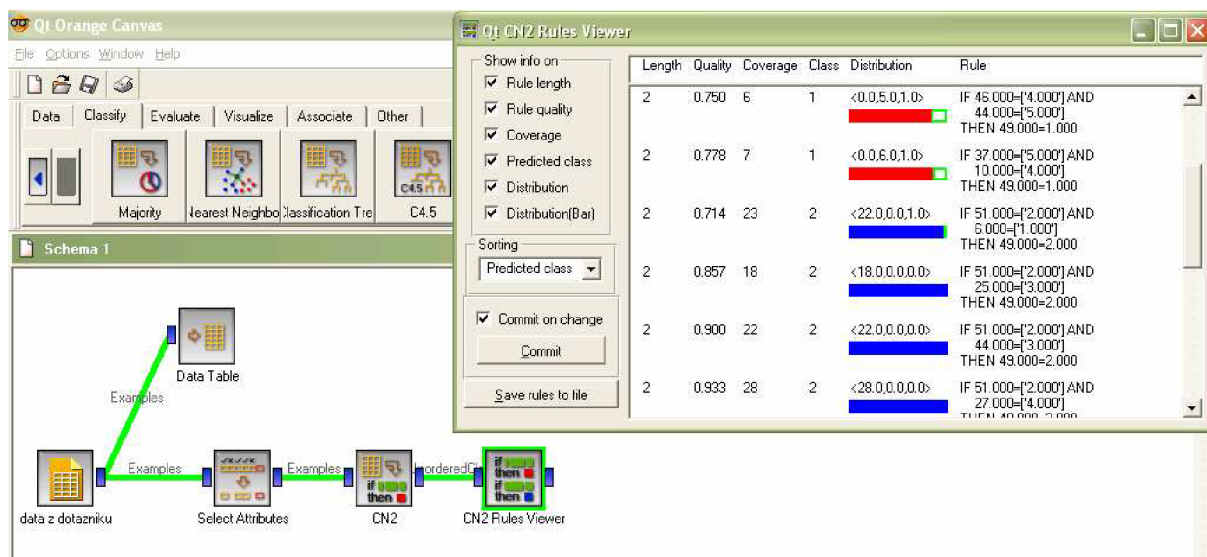 Qt Orange Canvas
File Options Window Help
Data Classify Evaluate Visualize Associate Other
C4.5
Majority Nearest Neighbo Classification Tre C4.5
Schema 1
Data Table
Examples
Examples Examples
if then
if then
if then
data z dotazniku Select Attributes CN2 CN2 Rules Viewer
Qt CN2 Rules Viewer
Show info on
Rule length
Rule quality
Coverage
Predicted class
Distribution
Distribution(Bar)
Sorting
Predicted class
Commit on change
Commit
Save rules to file
Length Quality Coverage Class Distribution Rule
2 0.750 6 1 <0.0,5.0,1.0> IF 46.000=['4.000'] AND
44.000=['5.000']
THEN 49.000=1.000
2 0.778 7 1 <0.0,6.0,1.0> IF 37.000=['5.000'] AND
10.000=['4.000']
THEN 49.000=1.000
2 0.714 23 2 <22.0,0.0,1.0> IF 51.000=['2.000'] AND
6.000=['1.000']
THEN 49.000=2.000
2 0.857 18 2 <18.0,0.0,0.0> IF 51.000=['2.000'] AND
25.000=['3.000']
THEN 49.000=2.000
2 0.900 22 2 <22.0,0.0,0.0> IF 51.000=['2.000'] AND
44.000=['3.000']
THEN 49.000=2.000
2 0.933 28 2 <28.0,0.0,0.0> IF 51.000=['2.000'] AND
27.000=['4.000']